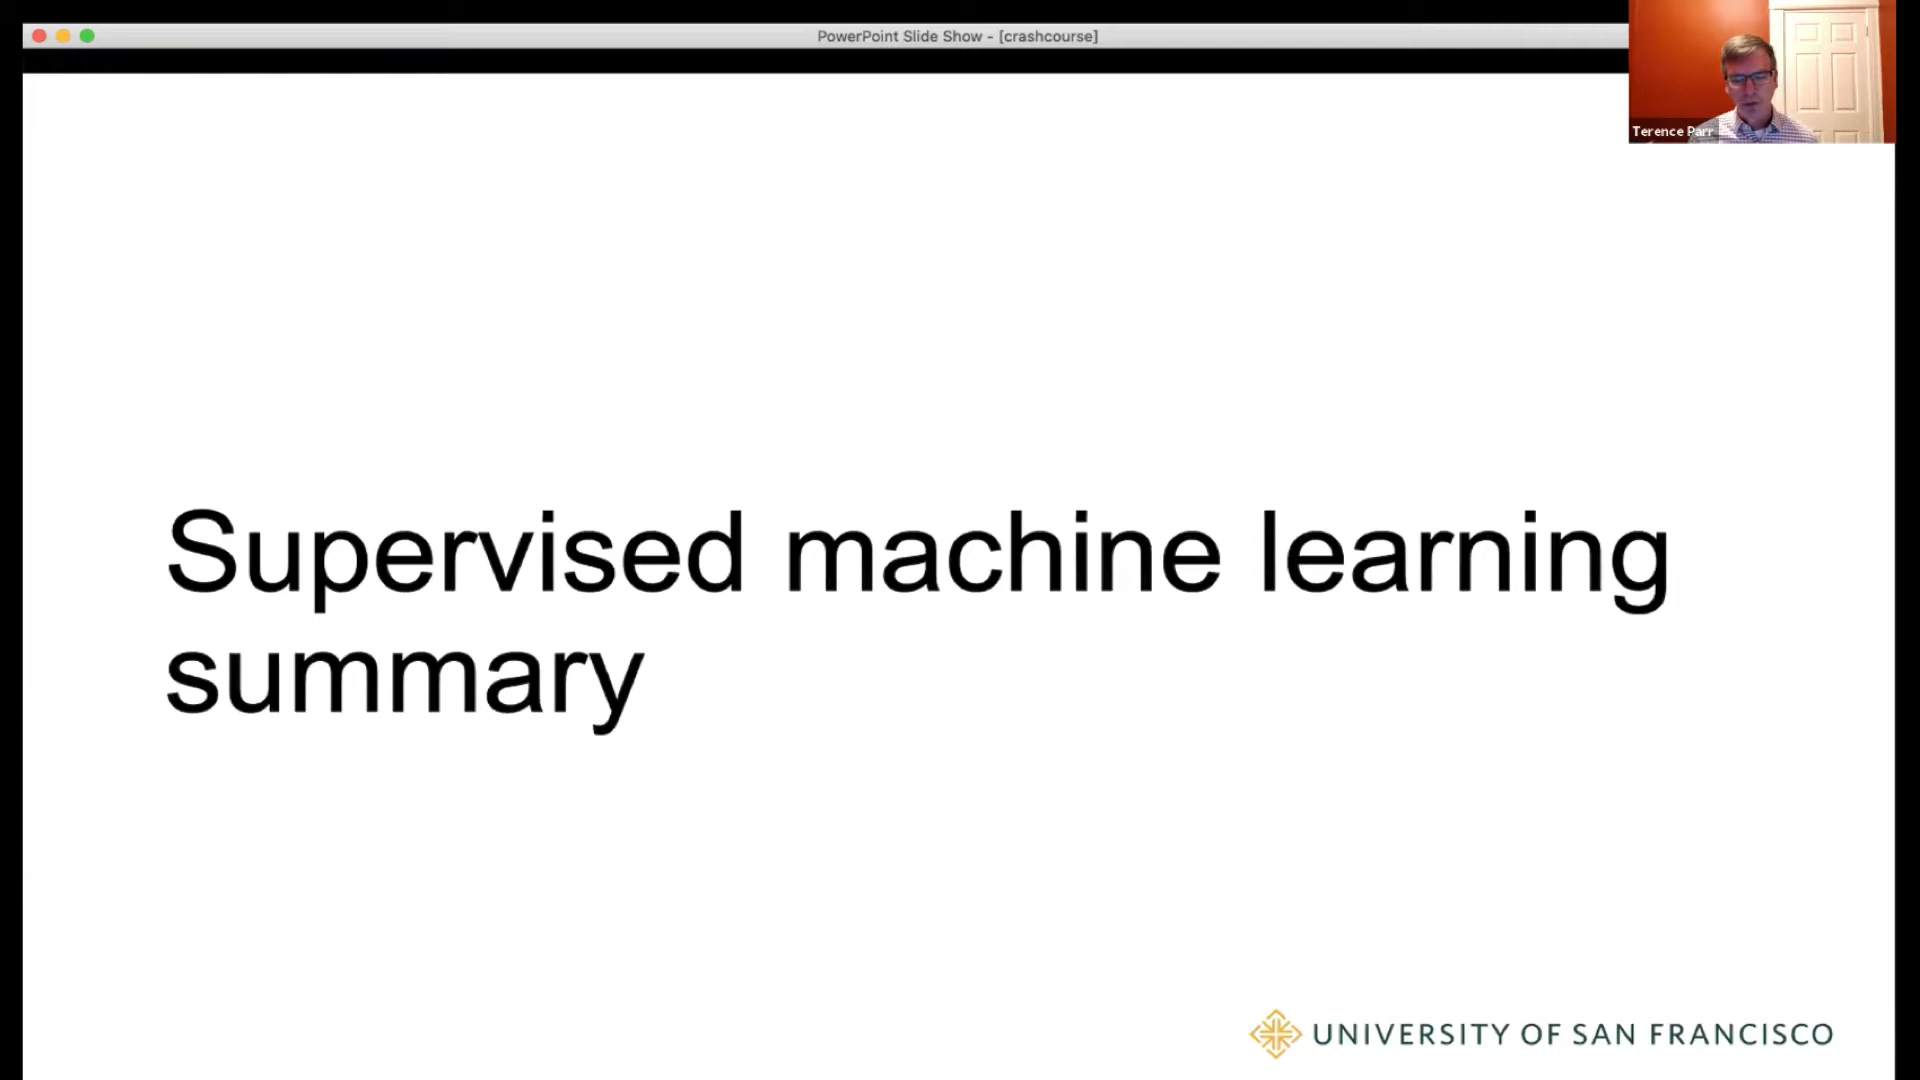 PowerPoint Slide Show - [crashcourse]
Terence Parr
Supervised machine learning
summary
UNIVERSITY OF SAN FRANCISCO